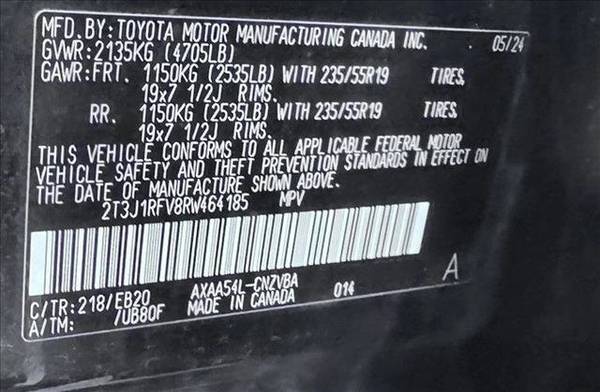 MFD. BY: TOYOTA MOTOR MANUFACTURING CANADA INC. 05/24
GVWR: 2135KG (4705LB)
GAWR: FRT. 1150KG (2535LB) WITH 235/55R19 TIRES,
19x7 1/2J RIMS.
RR. 1150KG (2535LB) WITH 235/55R19 TIRES,
19x7 1/2J RIMS.
THIS VEHICLE CONFORMS TO ALL APPLICABLE FEDERAL MOTOR
VEHICLE SAFETY AND THEFT PREVENTION STANDARDS IN EFFECT ON
THE DATE OF MANUFACTURE SHOWN ABOVE.
2T3J1RFV8RW464185 MPV
C/TR: 218/EB20 AXAA54L-CNZVBA 014 A
A/TM: /UB80F MADE IN CANADA